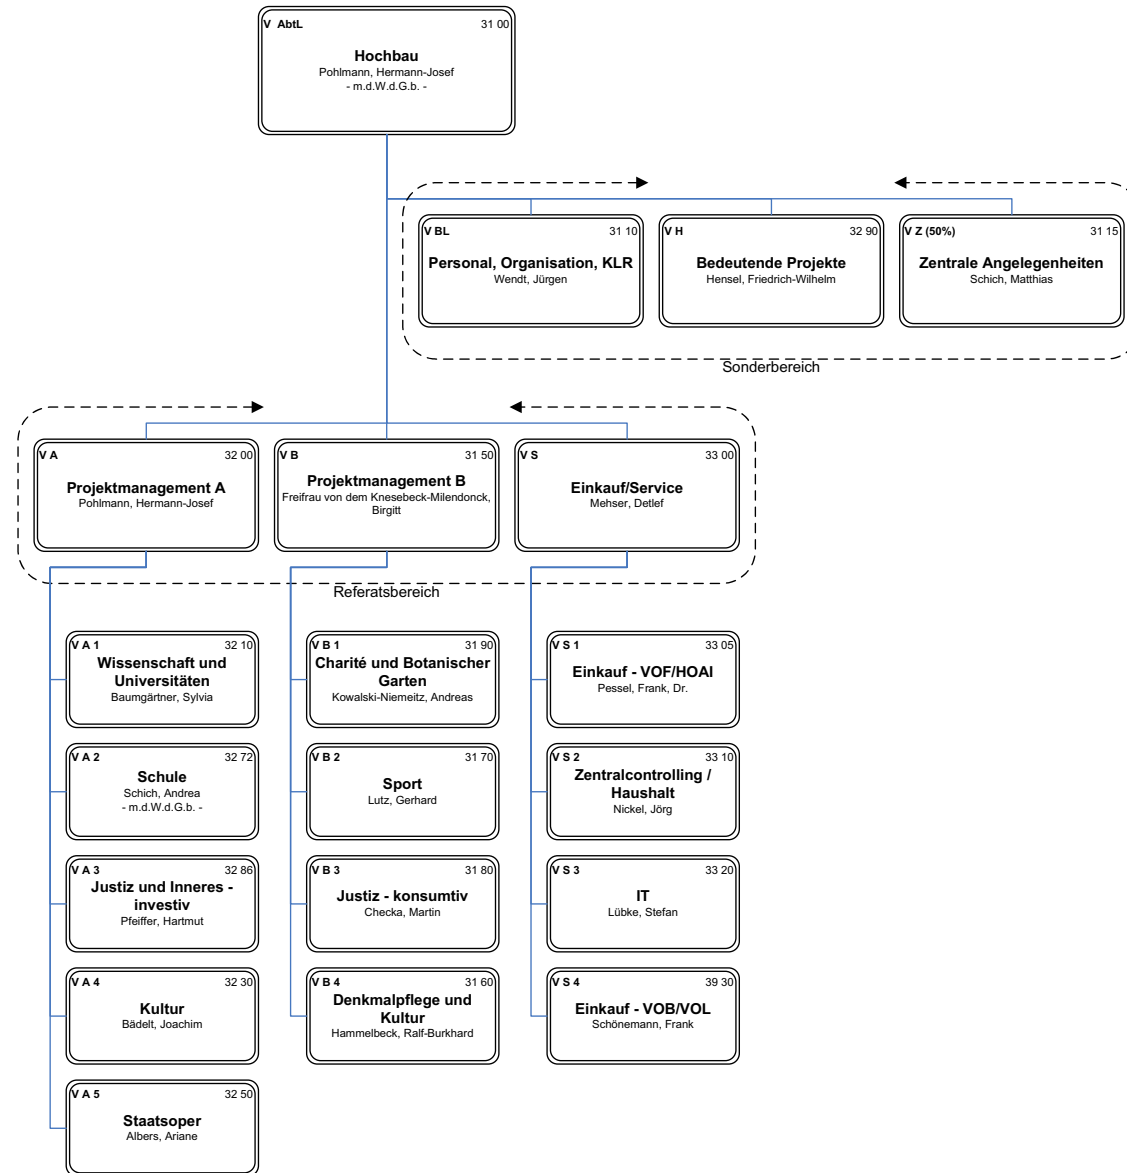 V AbtL 31 00
Hochbau
Pohlmann, Hermann-Josef
- m.d.W.d.G.b. -
V BL 31 10
Personal, Organisation, KLR
Wendt, Jürgen
V H 32 90
Bedeutende Projekte
Hensel, Friedrich-Wilhelm
V Z (50%) 31 15
Zentrale Angelegenheiten
Schich, Matthias
Sonderbereich
V A 32 00
Projektmanagement A
Pohlmann, Hermann-Josef
V B 31 50
Projektmanagement B
Freifrau von dem Knesebeck-Milendonck,
Birgitt
V S 33 00
Einkauf/Service
Mehser, Detlef
Referatsbereich
V A 1 32 10
Wissenschaft und
Universitäten
Baumgärtner, Sylvia
V A 2 32 72
Schule
Schich, Andrea
- m.d.W.d.G.b. -
V A 3 32 86
Justiz und Inneres -
investiv
Pfeiffer, Hartmut
V A 4 32 30
Kultur
Bädelt, Joachim
V A 5 32 50
Staatsoper
Albers, Ariane
V B 1 31 90
Charité und Botanischer
Garten
Kowalski-Niemeitz, Andreas
V B 2 31 70
Sport
Lutz, Gerhard
V B 3 31 80
Justiz - konsumtiv
Checka, Martin
V B 4 31 60
Denkmalpflege und
Kultur
Hammelbeck, Ralf-Burkhard
V S 1 33 05
Einkauf - VOF/HOAI
Pessel, Frank, Dr.
V S 2 33 10
Zentralcontrolling /
Haushalt
Nickel, Jörg
V S 3 33 20
IT
Lübke, Stefan
V S 4 39 30
Einkauf - VOB/VOL
Schönemann, Frank